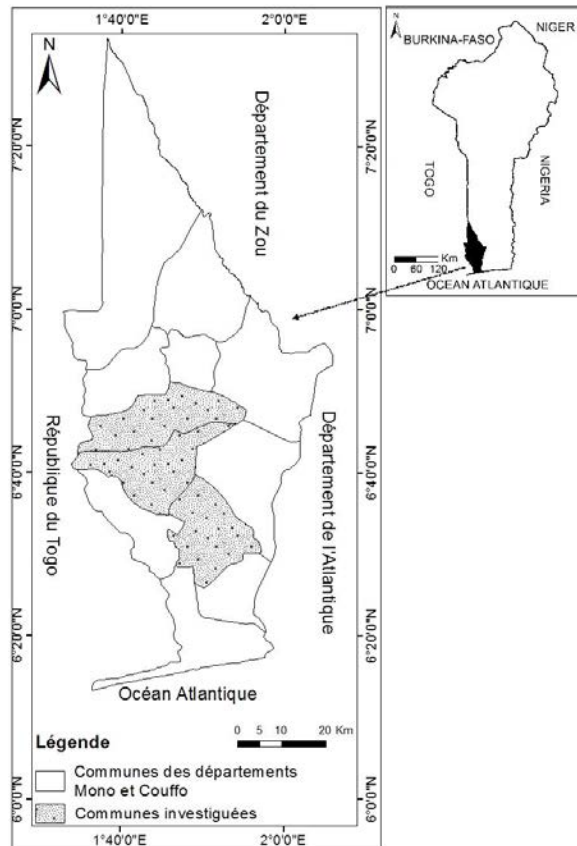 1°40'0"E
2°0'0"E
N
Département du Zou
7°20'0"N
7°20'0"N
7°0'0"N
7°0'0"N
République du Togo
Département de l'Atlantique
6°40'0"N
6°40'0"N
6°20'0"N
6°20'0"N
Océan Atlantique
0 5 10 20 Km
Légende
Communes des départements
Mono et Couffo
Communes investiguées
6°0'0"N
6°0'0"N
1°40'0"E
2°0'0"E
N
NIGER
BURKINA-FASO
TOGO
NIGERIA
Km
0 60 120
OCEAN ATLANTIQUE